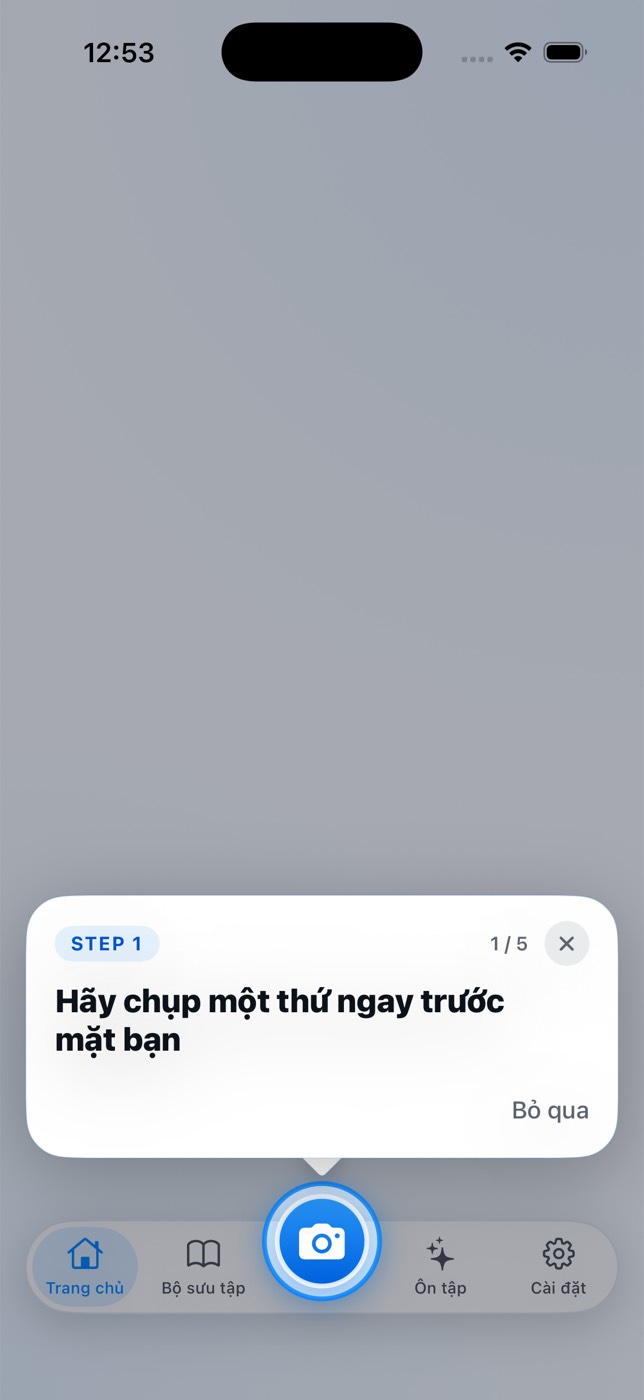 12:53
STEP 1
1 / 5
Hãy chụp một thứ ngay trước
mặt bạn
Bỏ qua
Trang chủ
Bộ sưu tập
Ôn tập
Cài đặt